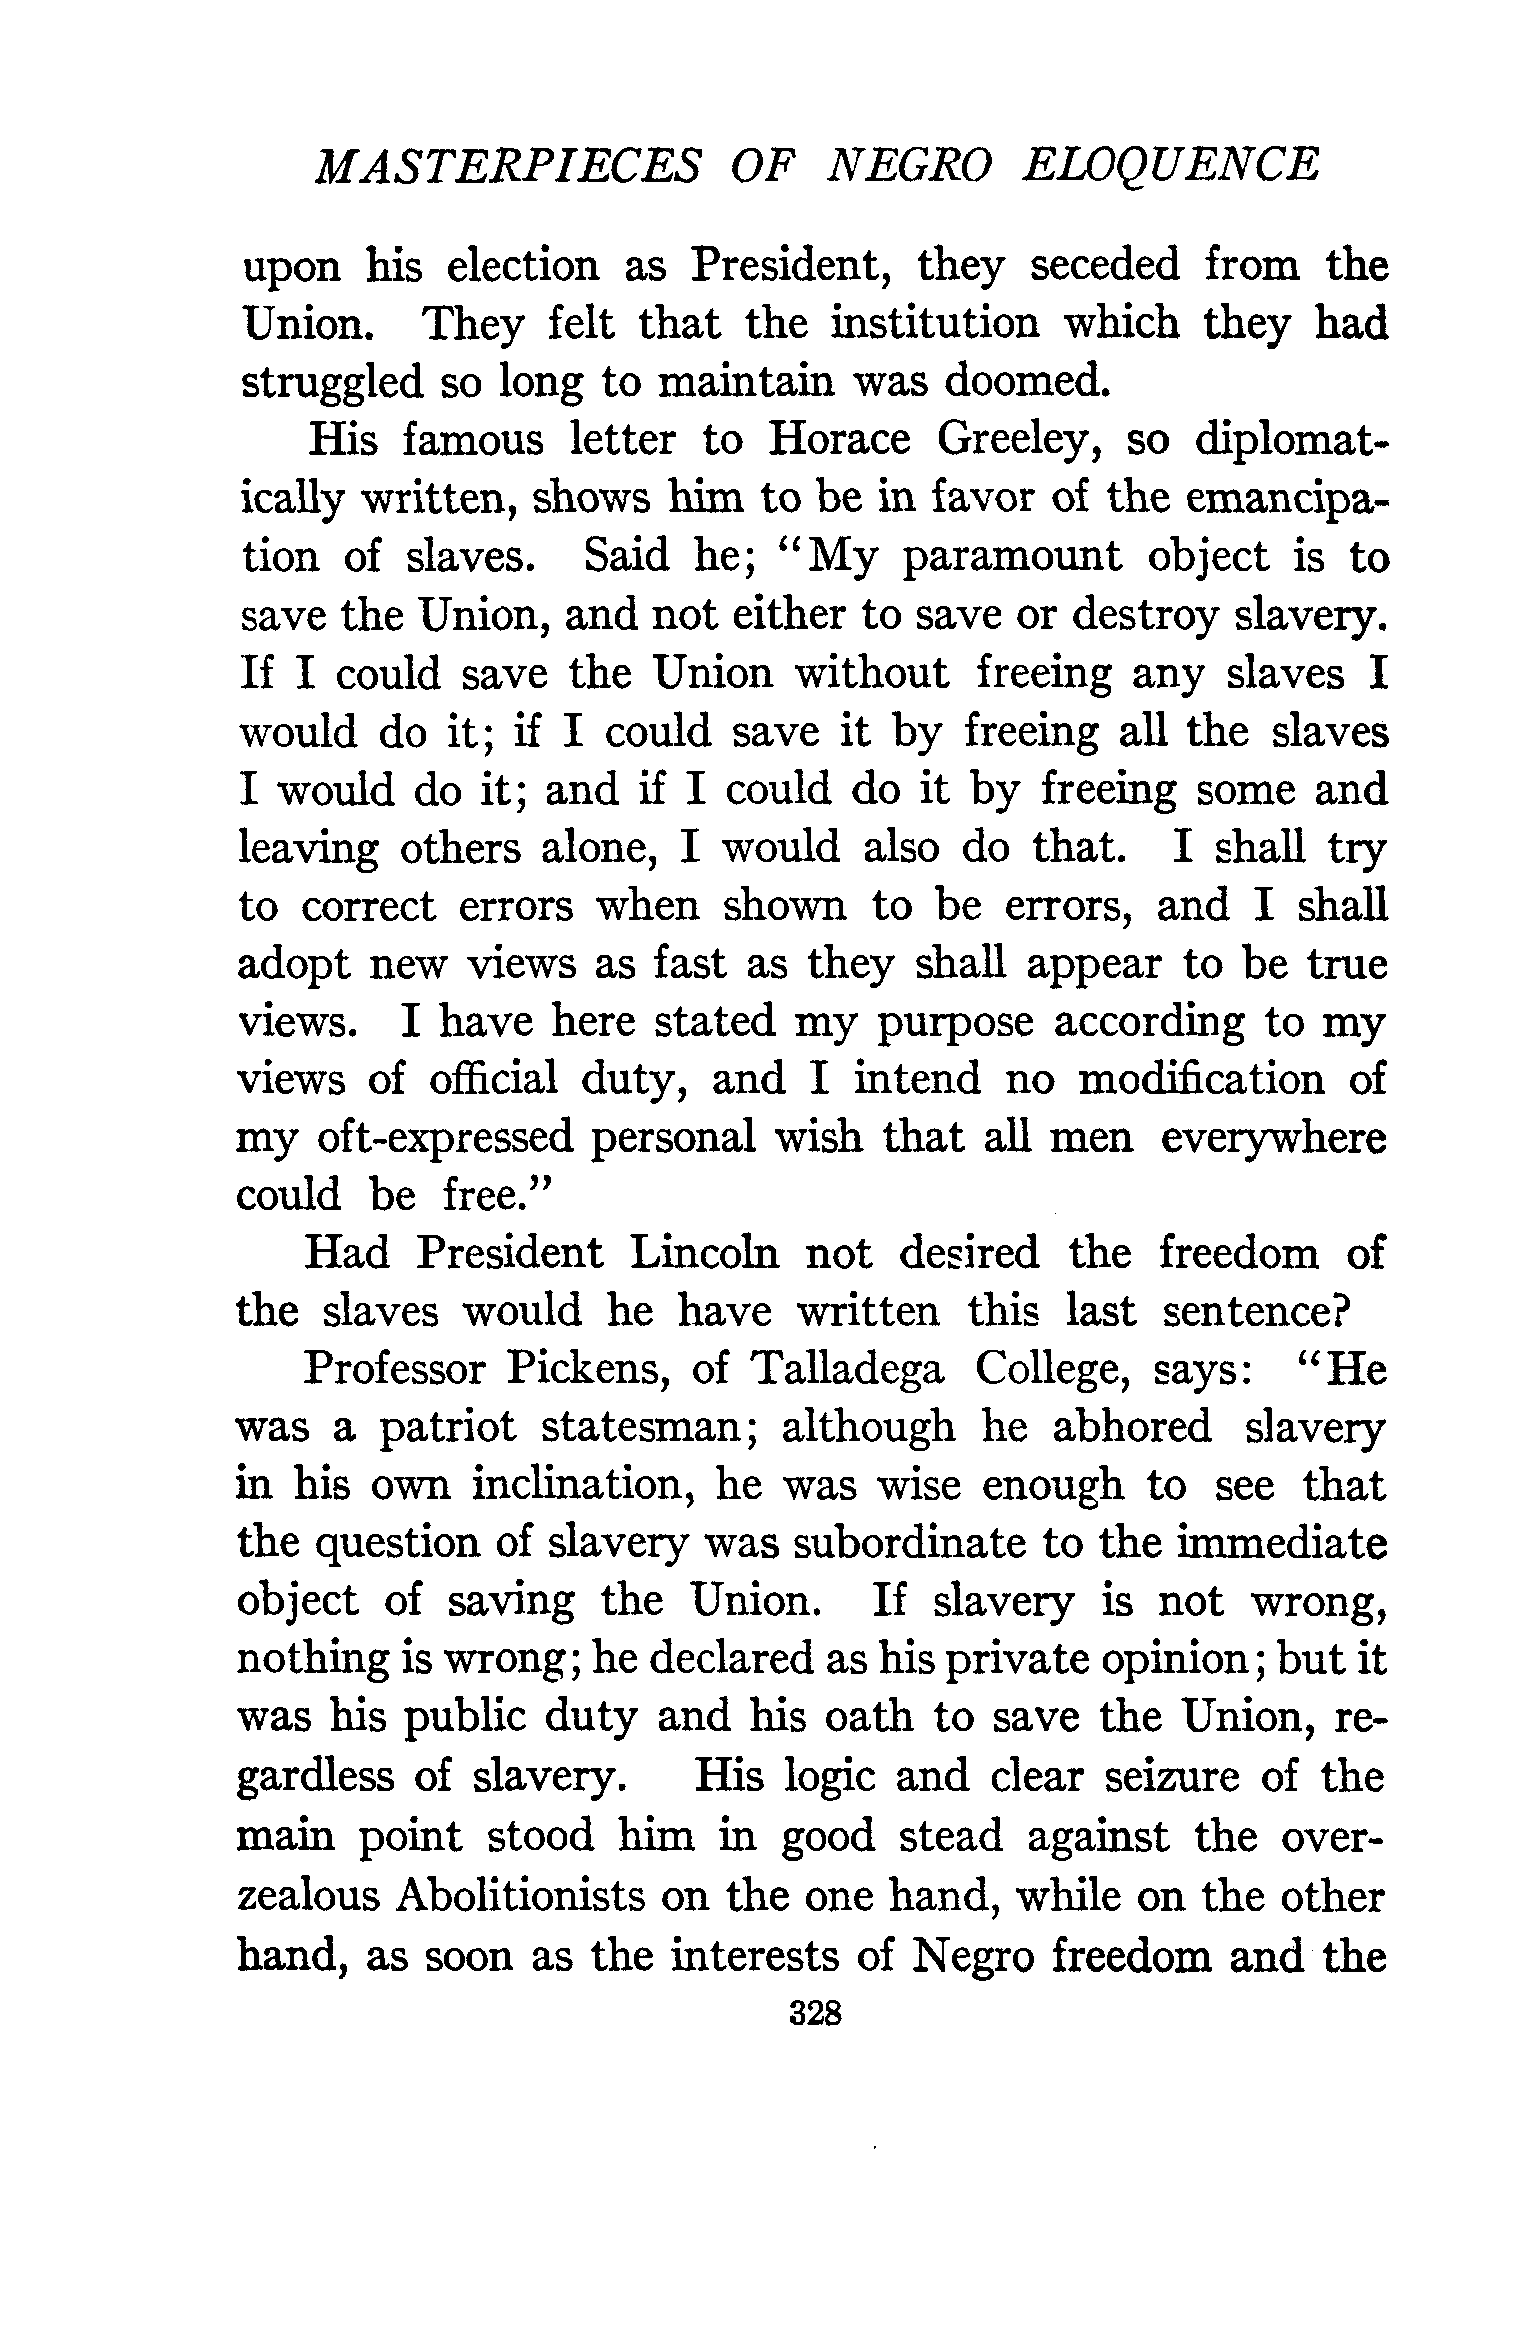 MASTERPIECES OF NEGRO ELOQUENCE
upon his election as President, they seceded from the
Union. They felt that the institution which they had
struggled so long to maintain was doomed.
His famous letter to Horace Greeley, so diplomat-
ically written, shows him to be in favor of the emancipa-
tion of slaves. Said he; “My paramount object is to
save the Union, and not either to save or destroy slavery.
If I could save the Union without freeing any slaves I
would do it; if I could save it by freeing all the slaves
I would do it; and if I could do it by freeing some and
leaving others alone, I would also do that. I shall try
to correct errors when shown to be errors, and I shall
adopt new views as fast as they shall appear to be true
views. I have here stated my purpose according to my
views of official duty, and I intend no modification of
my oft-expressed personal wish that all men everywhere
could be free.”
Had President Lincoln not desired the freedom of
the slaves would he have written this last sentence?
Professor Pickens, of Talladega College, says: “He
was a patriot statesman; although he abhored slavery
in his own inclination, he was wise enough to see that
the question of slavery was subordinate to the immediate
object of saving the Union. If slavery is not wrong,
nothing is wrong; he declared as his private opinion; but it
was his public duty and his oath to save the Union, re-
gardless of slavery. His logic and clear seizure of the
main point stood him in good stead against the over-
zealous Abolitionists on the one hand, while on the other
hand, as soon as the interests of Negro freedom and the
328